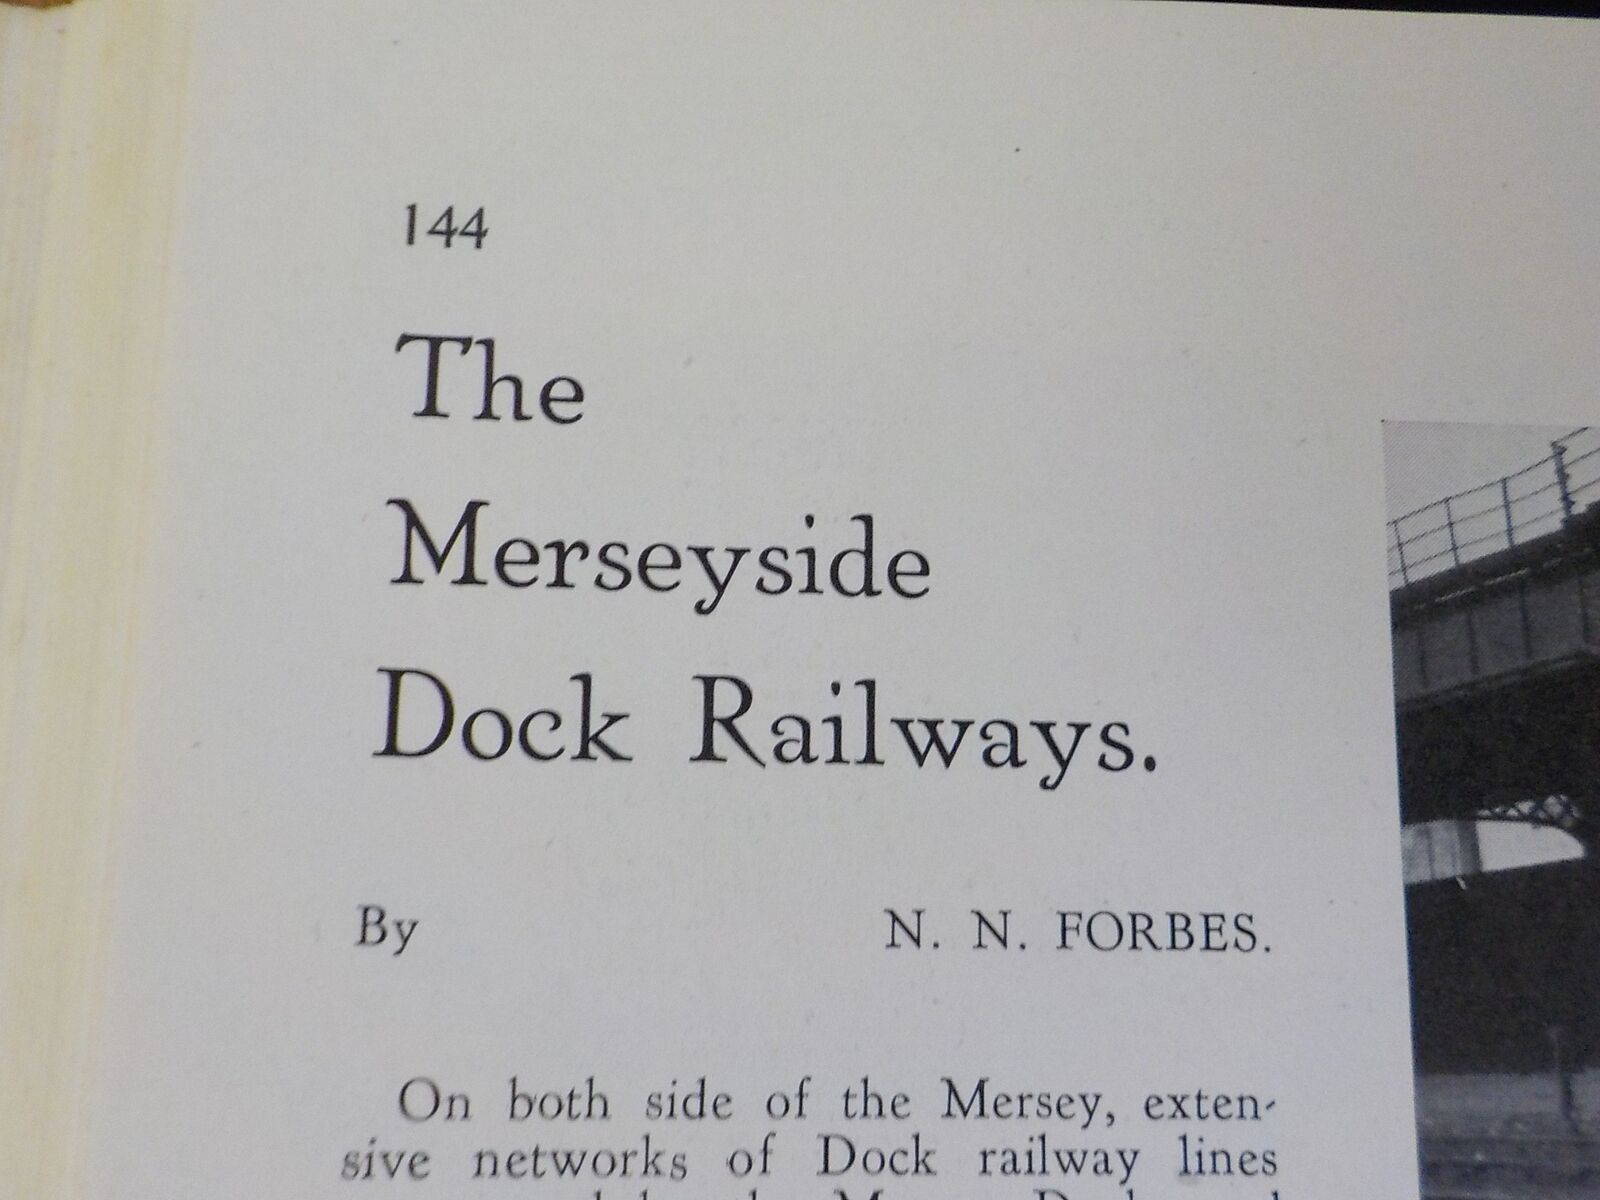 144
The
Merseyside
Dock Railways.
By N. N. FORBES.
On both side of the Mersey, exten-
sive networks of Dock railway lines